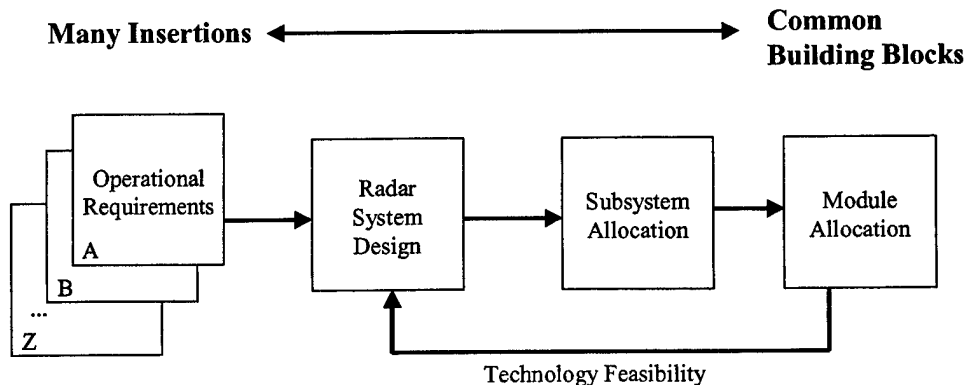 Many Insertions
Common
Building Blocks
Operational
Requirements
A
B
...
Z
Radar
System
Design
Subsystem
Allocation
Module
Allocation
Technology Feasibility